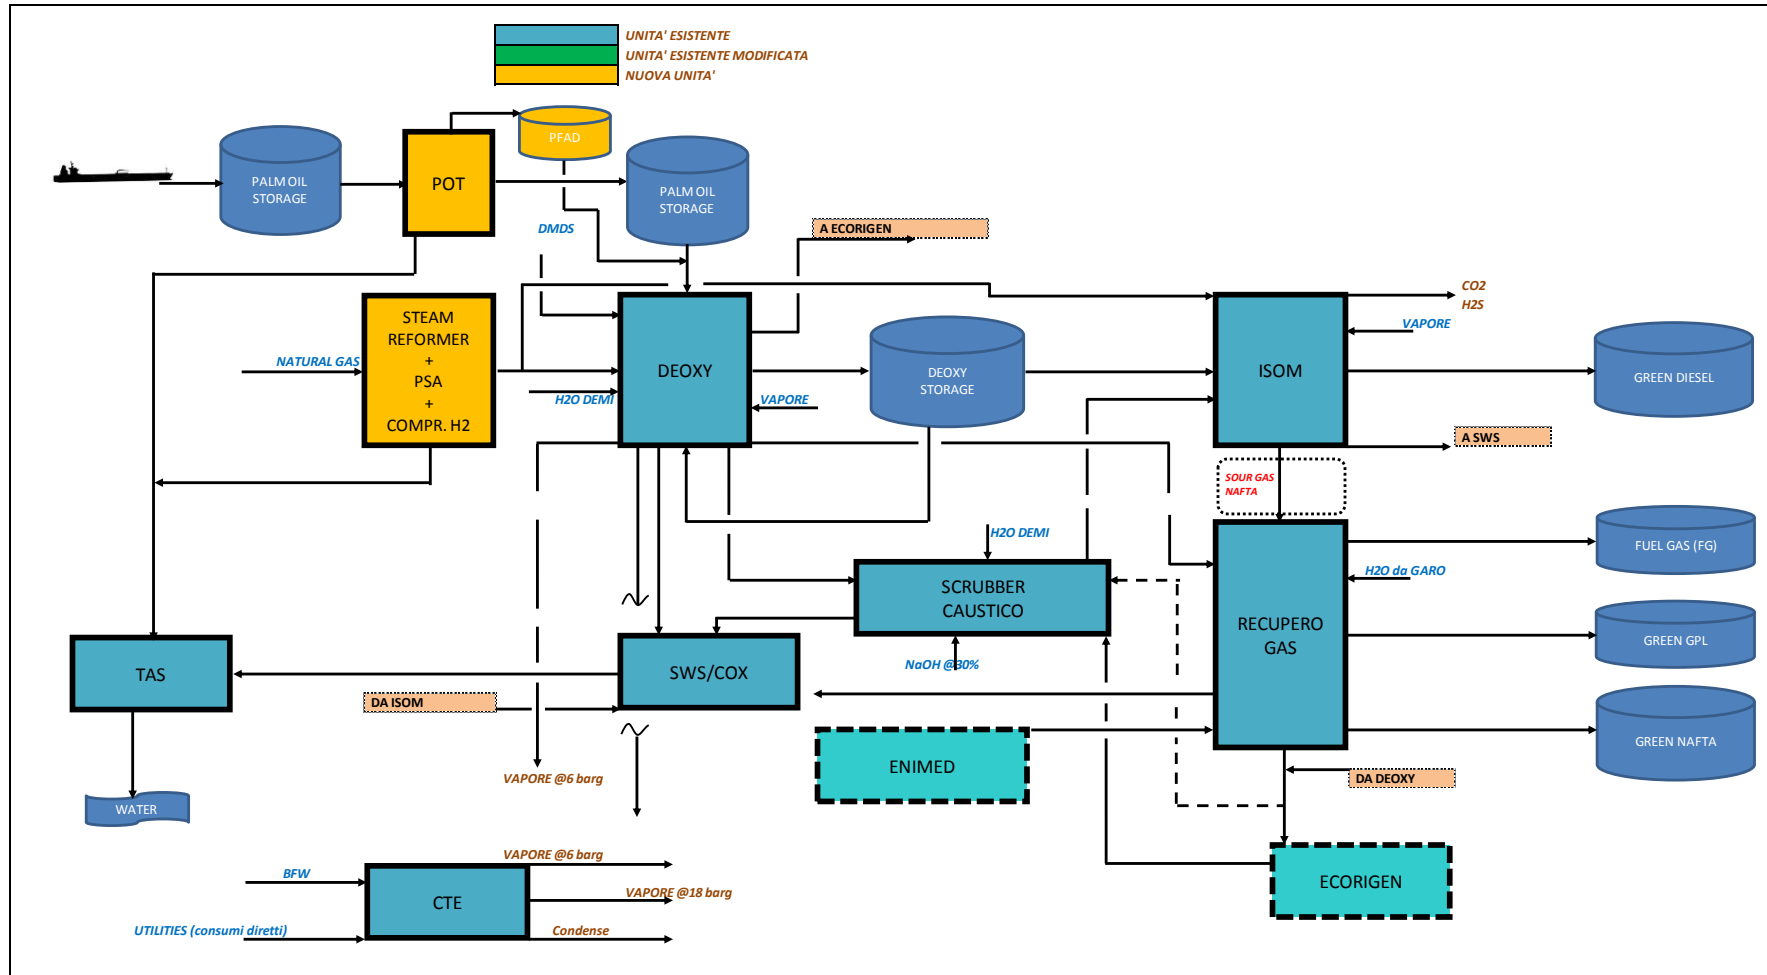 UNITA' ESISTENTE
UNITA' ESISTENTE MODIFICATA
NUOVA UNITA'
PFAD
PALM OIL
STORAGE
POT
PALM OIL
STORAGE
DMDS
A ECORIGEN
CO2
H2S
VAPORE
STEAM
REFORMER
+
PSA
+
COMPR. H2
NATURAL GAS
DEOXY
H2O DEMI
VAPORE
DEOXY
STORAGE
ISOM
GREEN DIESEL
A SWS
SOUR GAS
NAFTA
H2O DEMI
SCRUBBER
CAUSTICO
NaOH @30%
RECUPERO
GAS
FUEL GAS (FG)
H2O da GARO
GREEN GPL
GREEN NAFTA
TAS
SWS/COX
DA ISOM
VAPORE @6 barg
ENIMED
DA DEOXY
WATER
ECORIGEN
BFW
UTILITIES (consumi diretti)
CTE
VAPORE @6 barg
VAPORE @18 barg
Condense